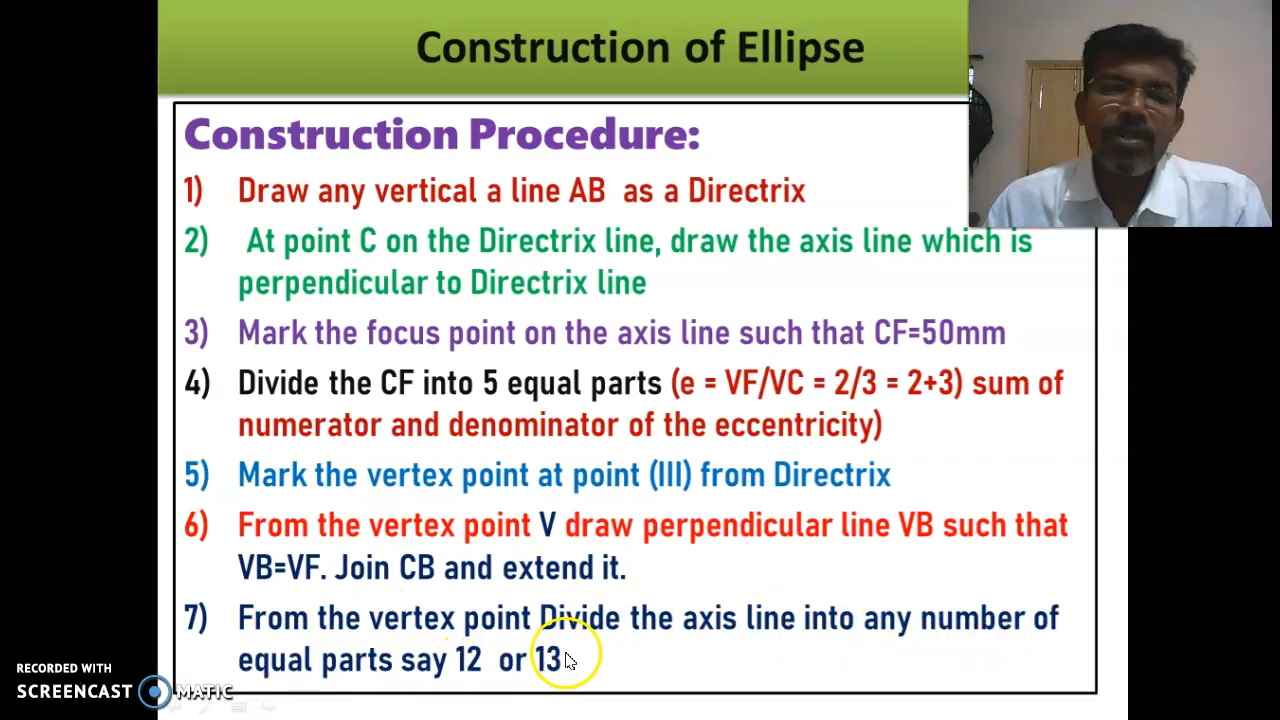 Construction of Ellipse
Construction Procedure:
1) Draw any vertical a line AB as a Directrix
2) At point C on the Directrix line, draw the axis line which is
perpendicular to Directrix line
3) Mark the focus point on the axis line such that CF=50mm
4) Divide the CF into 5 equal parts (e = VF/VC = 2/3 = 2+3) sum of
numerator and denominator of the eccentricity)
5) Mark the vertex point at point (III) from Directrix
6) From the vertex point V draw perpendicular line VB such that
VB=VF. Join CB and extend it.
7) From the vertex point Divide the axis line into any number of
equal parts say 12 or 13
RECORDED WITH
SCREENCAST MATIC